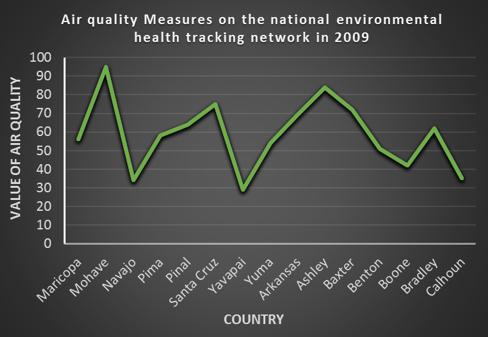 Air quality Measures on the national environmental
health tracking network in 2009
VALUE OF AIR QUALITY
100
90
80
70
60
50
40
30
20
10
0
Maricopa
Mohave
Navajo
Pima
Pinal
Santa Cruz
Yavapai
Yuma
Arkansas
Ashley
Baxter
Benton
Boone
Bradley
Calhoun
COUNTRY